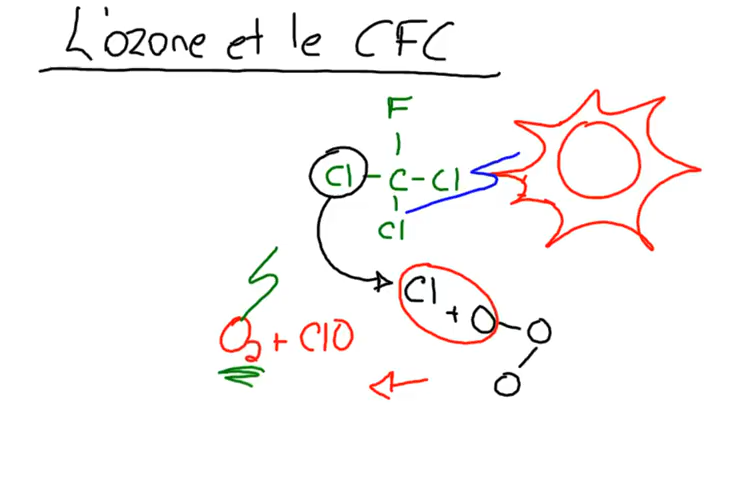 L'ozone et le CFC
F
Cl-C-Cl
Cl
Cl + O-O
O
O2 + ClO